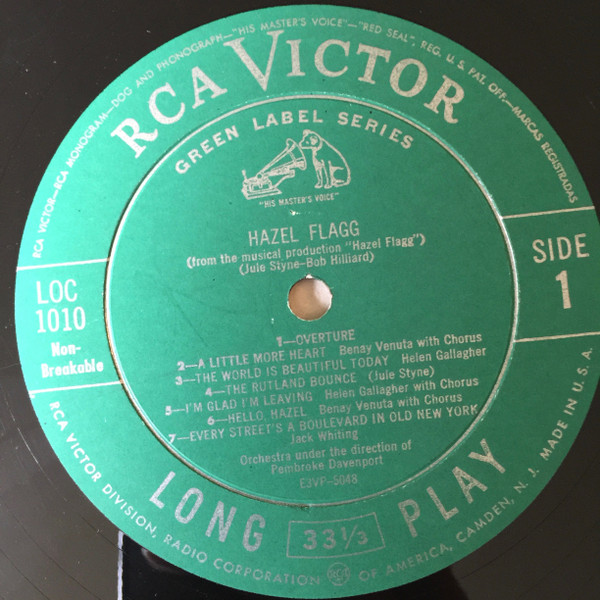 RCA VICTOR—RCA MONOGRAM—DOG AND PHONOGRAPH—"HIS MASTER'S VOICE"—"RED SEAL", REG. U.S. PAT. OFF.—MARCAS REGISTRADAS
RCA VICTOR
GREEN LABEL SERIES
"HIS MASTER'S VOICE"
HAZEL FLAGG
(from the musical production "Hazel Flagg")
(Jule Styne-Bob Hilliard)
LOC
1010
Non-
Breakable
SIDE
1
1—OVERTURE
2—A LITTLE MORE HEART Benay Venuta with Chorus
3—THE WORLD IS BEAUTIFUL TODAY Helen Gallagher
4—THE RUTLAND BOUNCE (Jule Styne)
5—I'M GLAD I'M LEAVING Helen Gallagher with Chorus
6—HELLO, HAZEL Benay Venuta with Chorus
7—EVERY STREET'S A BOULEVARD IN OLD NEW YORK
Jack Whiting
Orchestra under the direction of
Pembroke Davenport
E3VP-5048
LONG 33⅓ PLAY
RCA VICTOR DIVISION, RADIO CORPORATION RCA OF AMERICA, CAMDEN, N. J. MADE IN U.S.A.